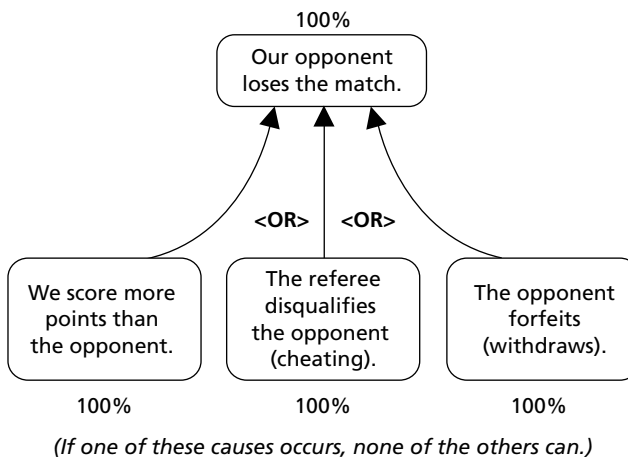 100%
Our opponent
loses the match.
<OR> <OR>
We score more
points than
the opponent.
The referee
disqualifies
the opponent
(cheating).
The opponent
forfeits
(withdraws).
100% 100% 100%
(If one of these causes occurs, none of the others can.)